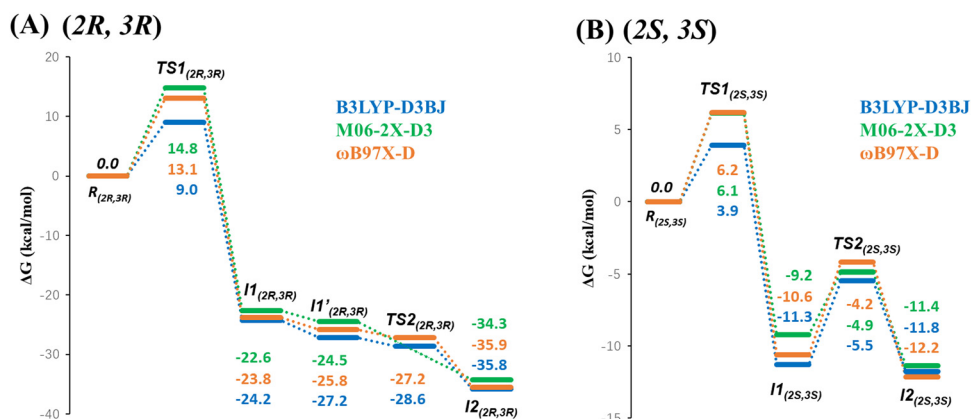 (A) (2R, 3R)
20
10
0
-10
-20
-30
-40
ΔG (kcal/mol)
TS1(2R,3R)
B3LYP-D3BJ
M06-2X-D3
ωB97X-D
0.0
R(2R,3R)
14.8
13.1
9.0
I1(2R,3R)
I1’(2R,3R)
TS2(2R,3R)
-22.6
-23.8
-24.2
-24.5
-25.8
-27.2
-27.2
-28.6
-34.3
-35.9
-35.8
I2(2R,3R)
(B) (2S, 3S)
10
5
0
-5
-10
-15
ΔG (kcal/mol)
TS1(2S,3S)
B3LYP-D3BJ
M06-2X-D3
ωB97X-D
0.0
R(2S,3S)
6.2
6.1
3.9
TS2(2S,3S)
-9.2
-10.6
-11.3
-4.2
-4.9
-5.5
-11.4
-11.8
-12.2
I1(2S,3S)
I2(2S,3S)